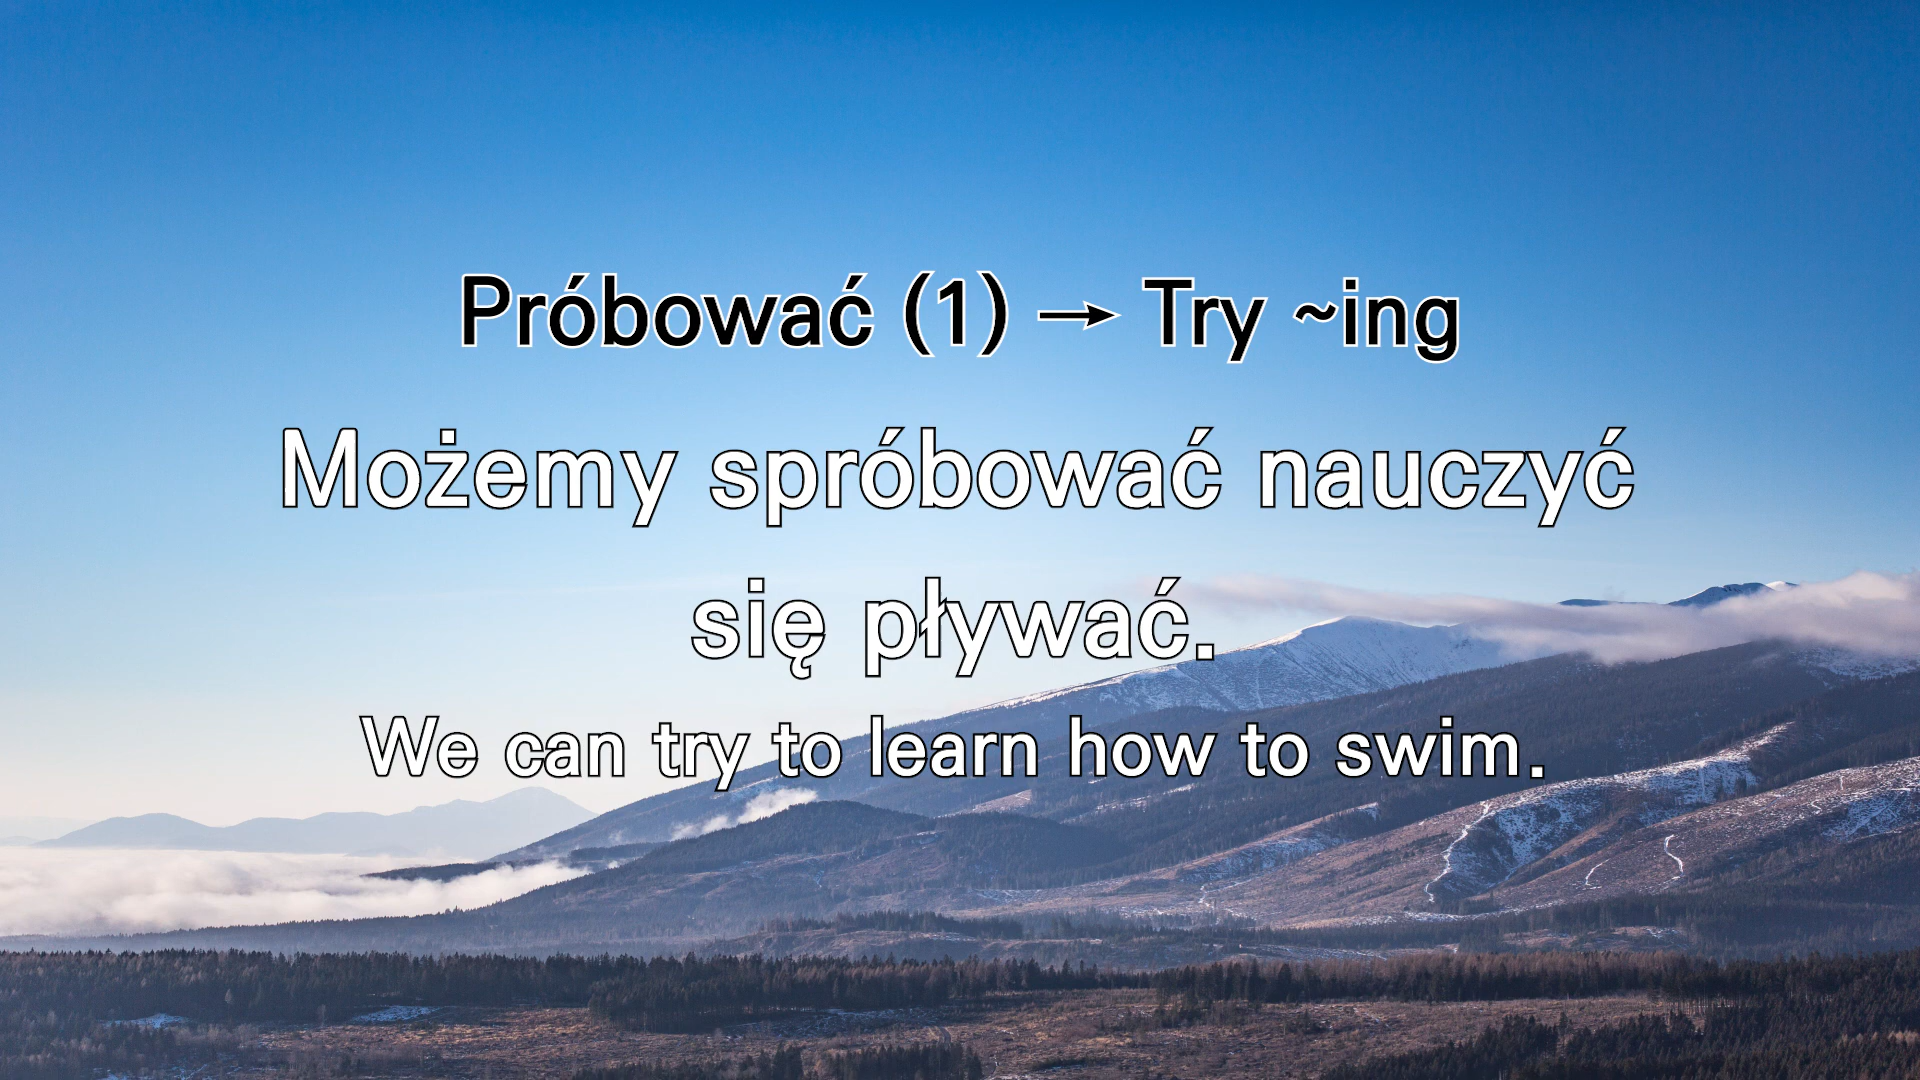 Próbować (1) → Try ~ing
Możemy spróbować nauczyć
się pływać.
We can try to learn how to swim.